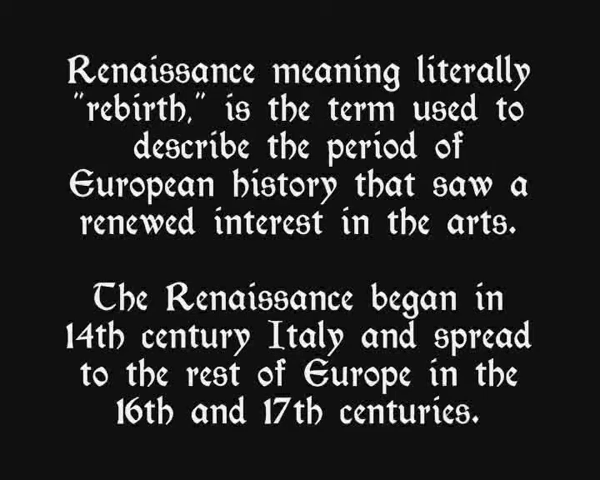 Renaissance meaning literally
"rebirth," is the term used to
describe the period of
European history that saw a
renewed interest in the arts.
The Renaissance began in
14th century Italy and spread
to the rest of Europe in the
16th and 17th centuries.